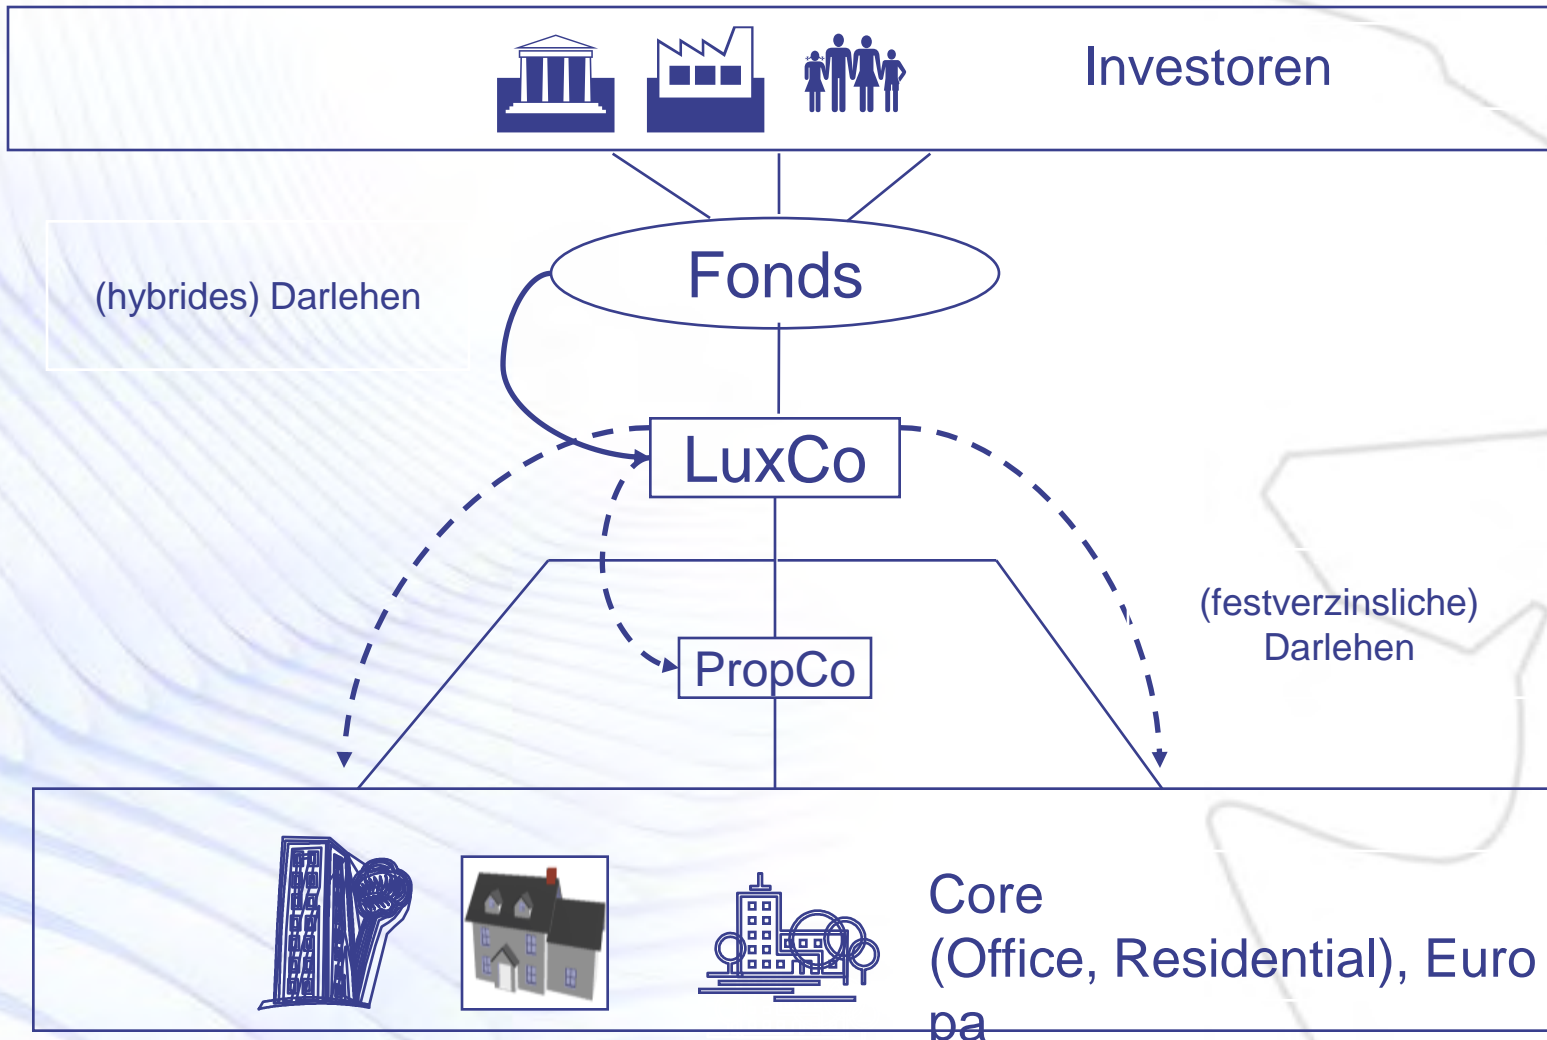 Investoren
Fonds
(hybrides) Darlehen
LuxCo
(festverzinsliche)
Darlehen
PropCo
Core
(Office, Residential), Euro
pa